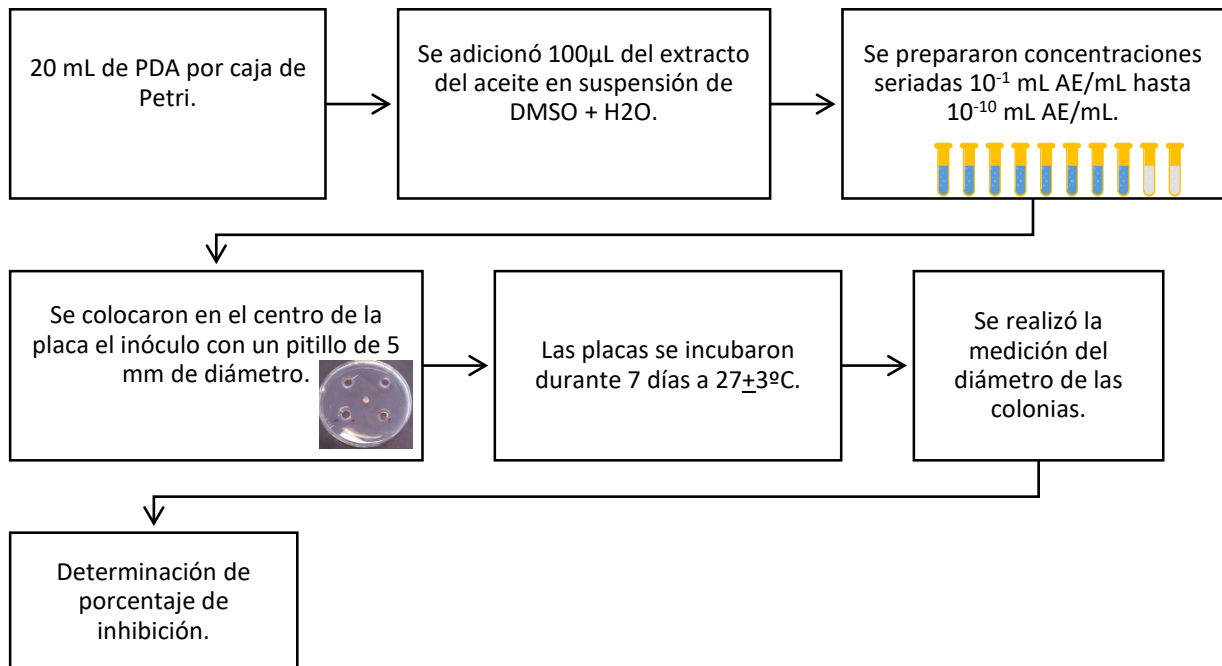 20 mL de PDA por caja de
Petri.
Se adicionó 100µL del extracto
del aceite en suspensión de
DMSO + H2O.
Se prepararon concentraciones
seriadas 10⁻¹ mL AE/mL hasta
10⁻¹⁰ mL AE/mL.
Se colocaron en el centro de la
placa el inóculo con un pitillo de 5
mm de diámetro.
Las placas se incubaron
durante 7 días a 27±3ºC.
Se realizó la
medición del
diámetro de las
colonias.
Determinación de
porcentaje de
inhibición.